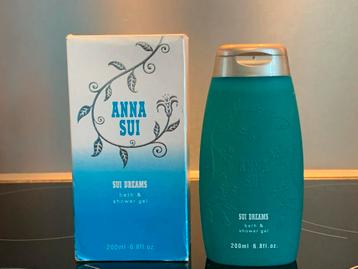 ANNA
SUI
SUI DREAMS
bath &
shower gel
200ml 6.8fl.oz.
SUI DREAMS
bath &
shower gel
200ml 6.8fl.oz.